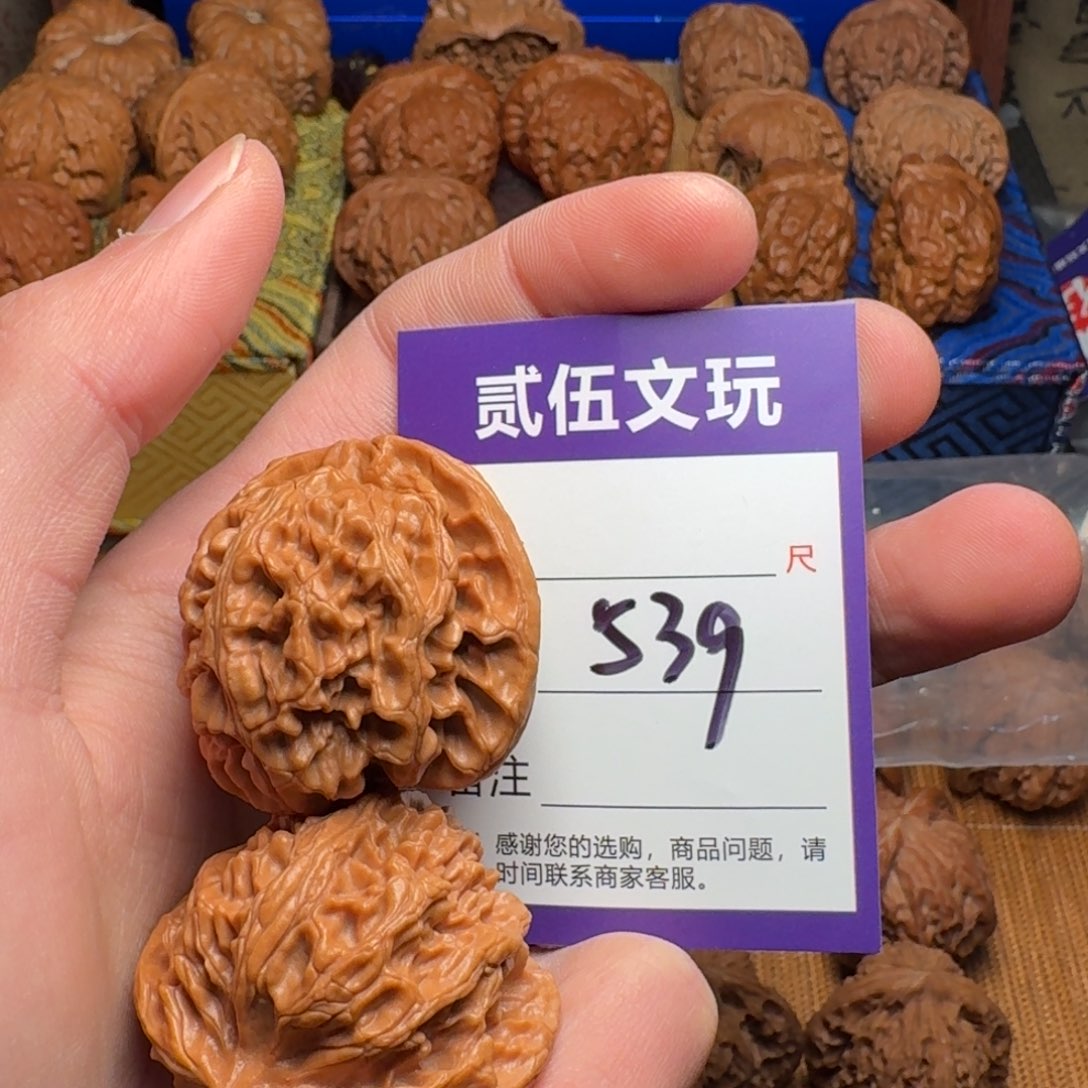 贰伍文玩
尺
539
备注
感谢您的选购，商品问题，请
时间联系商家客服。